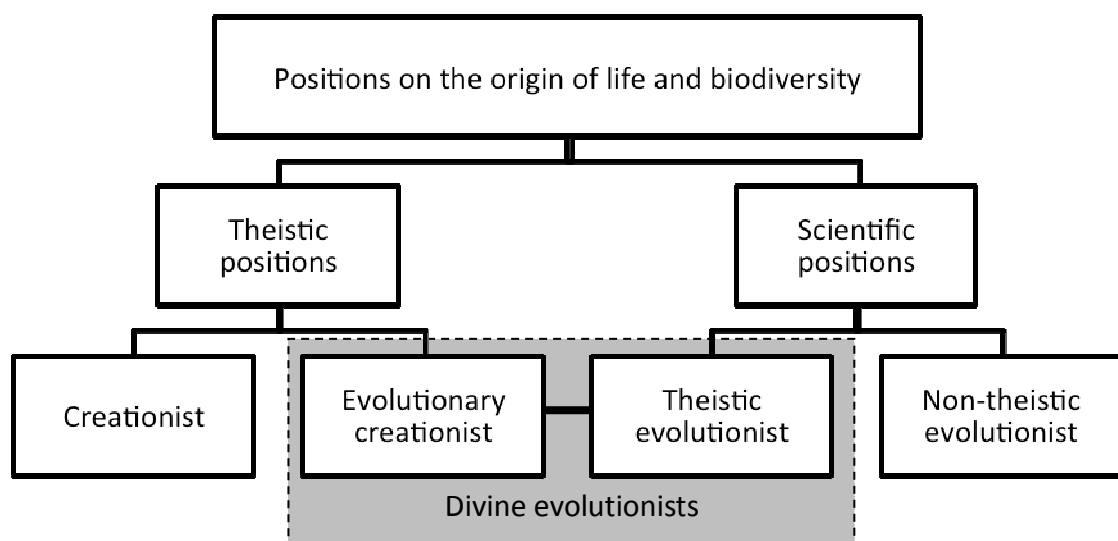 Positions on the origin of life and biodiversity
Theistic
positions
Scientific
positions
Creationist
Evolutionary
creationist
Theistic
evolutionist
Non-theistic
evolutionist
Divine evolutionists